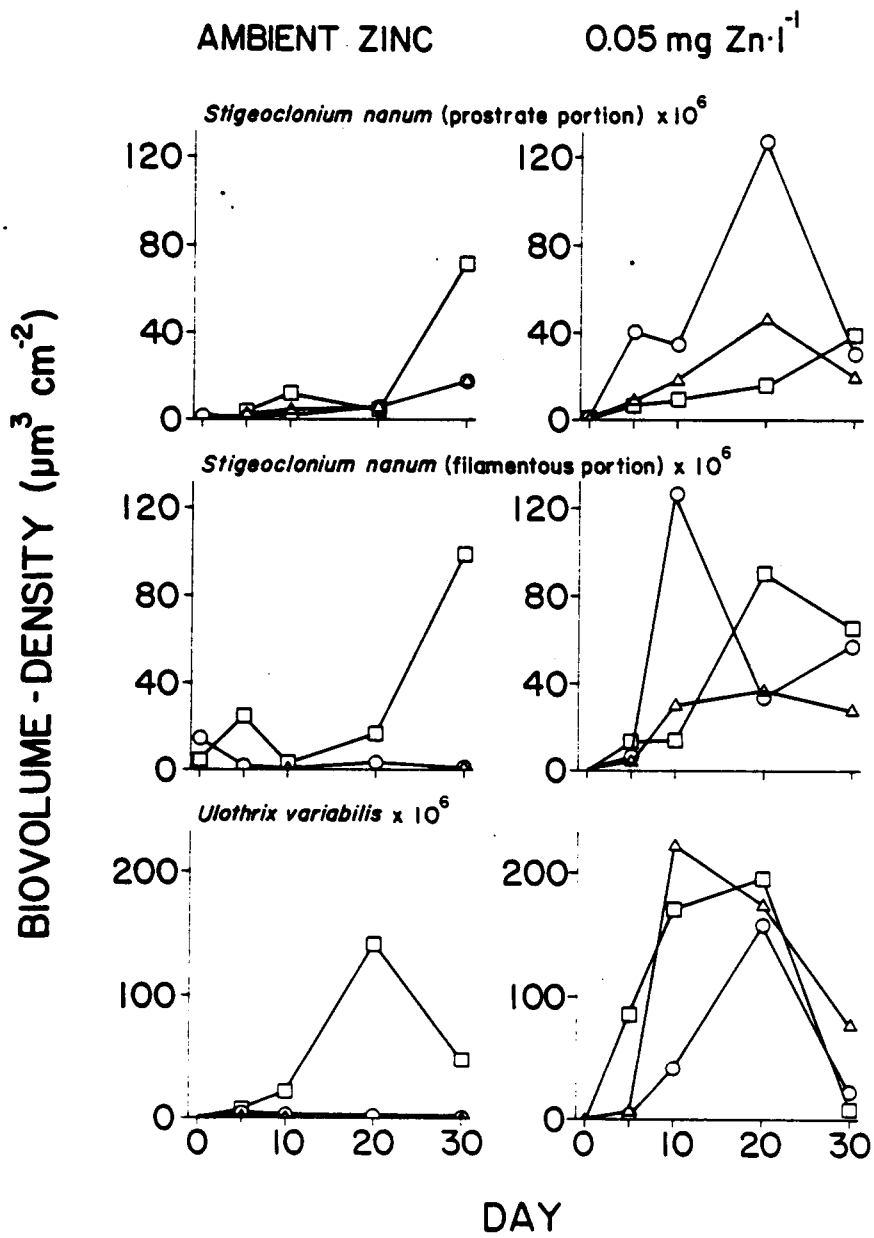 AMBIENT ZINC 0.05 mg Zn·l⁻¹
Stigeoclonium nanum (prostrate portion) x10⁶
120 120
80 80
40 40
0 0
Stigeoclonium nanum (filamentous portion) x 10⁶
120 120
80 80
40 40
0 0
Ulothrix variabilis x 10⁶
200 200
100 100
0 0
0 10 20 30 0 10 20 30
DAY
BIOVOLUME - DENSITY (µm³ cm⁻²)